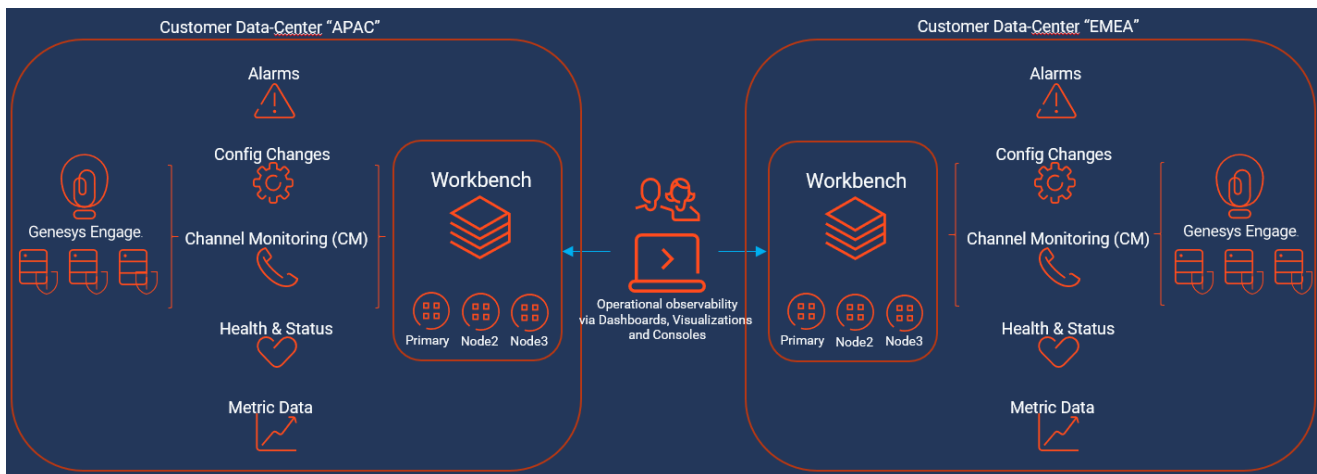 Customer Data-Center “APAC”
Alarms
Config Changes
Genesys Engage.
Channel Monitoring (CM)
Health & Status
Metric Data
Workbench
Primary
Node2
Node3
Operational observability
via Dashboards, Visualizations
and Consoles
Customer Data-Center “EMEA”
Alarms
Workbench
Primary
Node2
Node3
Config Changes
Channel Monitoring (CM)
Health & Status
Metric Data
Genesys Engage.